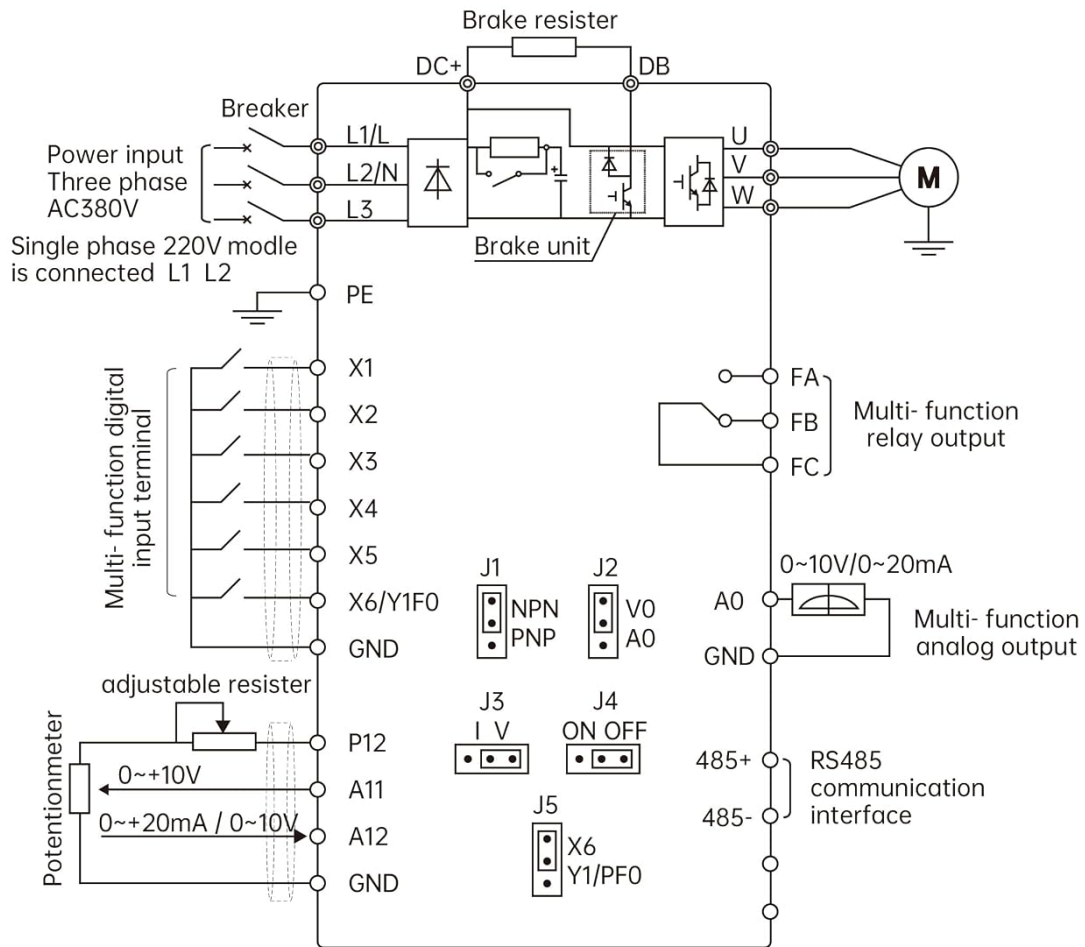 Brake resister
DC+
DB
Breaker
L1/L
L2/N
L3
Power input
Three phase
AC380V
Single phase 220V modle
is connected L1 L2
U
V
W
M
Brake unit
PE
X1
X2
X3
X4
X5
X6/Y1F0
GND
Multi- function digital
input terminal
FA
FB
FC
Multi- function
relay output
J1
NPN
PNP
J2
V0
A0
0~10V/0~20mA
A0
GND
Multi- function
analog output
adjustable resister
Potentionmeter
P12
0~+10V
A11
0~+20mA / 0~10V
A12
GND
J3
I V
J4
ON OFF
J5
X6
Y1/PF0
485+
485-
RS485
communication
interface